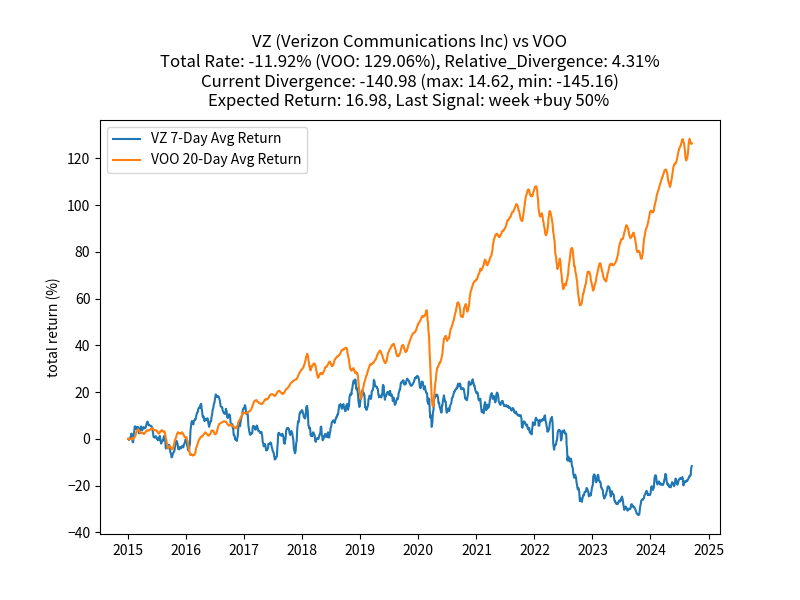 VZ (Verizon Communications Inc) vs VOO
Total Rate: -11.92% (VOO: 129.06%), Relative_Divergence: 4.31%
Current Divergence: -140.98 (max: 14.62, min: -145.16)
Expected Return: 16.98, Last Signal: week +buy 50%
VZ 7-Day Avg Return
VOO 20-Day Avg Return
total return (%)
120
100
80
60
40
20
0
−20
−40
2015 2016 2017 2018 2019 2020 2021 2022 2023 2024 2025